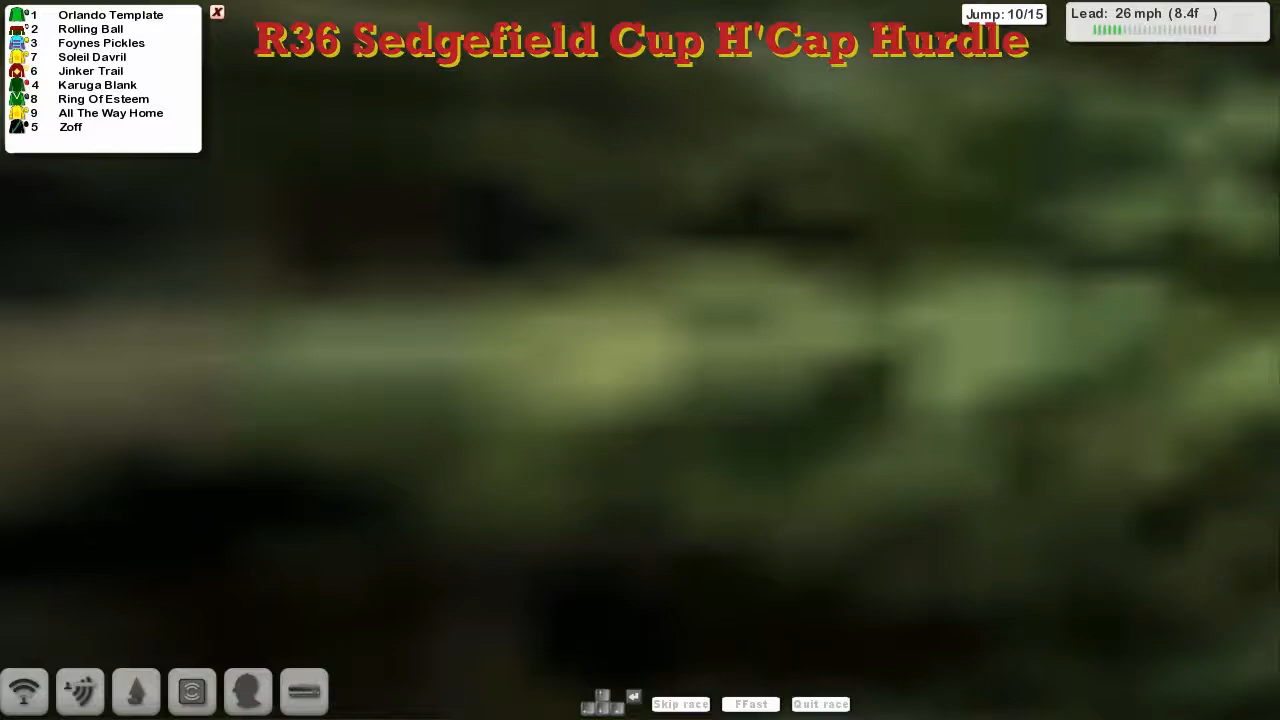 R36 Sedgefield Cup H'Cap Hurdle
1 Orlando Template
2 Rolling Ball
3 Foynes Pickles
7 Soleil Davril
6 Jinker Trail
4 Karuga Blank
8 Ring Of Esteem
9 All The Way Home
5 Zoff
X
Jump: 10/15
Lead: 26 mph (8.4f )
Skip race
FFast
Quit race